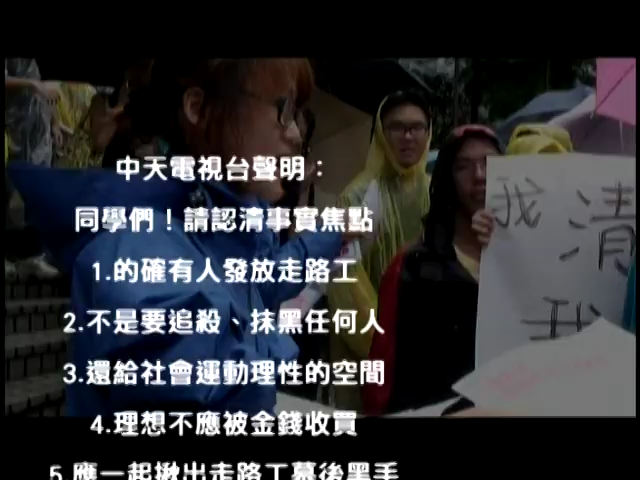 中天電視台聲明：
同學們！請認清事實焦點
1.的確有人發放走路工
2.不是要追殺、抹黑任何人
3.還給社會運動理性的空間
4.理想不應被金錢收買
5.應一起揪出走路工幕後黑手
我 清
我